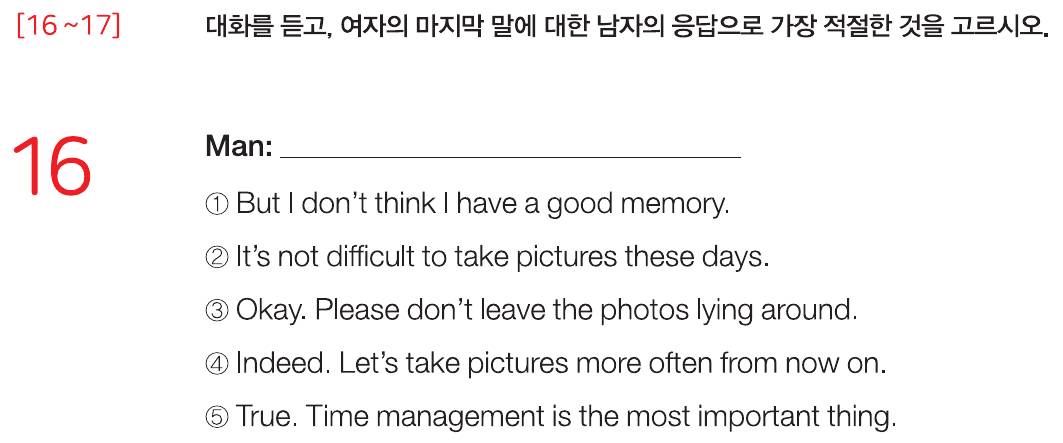 [16~17] 대화를 듣고, 여자의 마지막 말에 대한 남자의 응답으로 가장 적절한 것을 고르시오.
16 Man: ______________________________
① But I don't think I have a good memory.
② It's not difficult to take pictures these days.
③ Okay. Please don't leave the photos lying around.
④ Indeed. Let's take pictures more often from now on.
⑤ True. Time management is the most important thing.